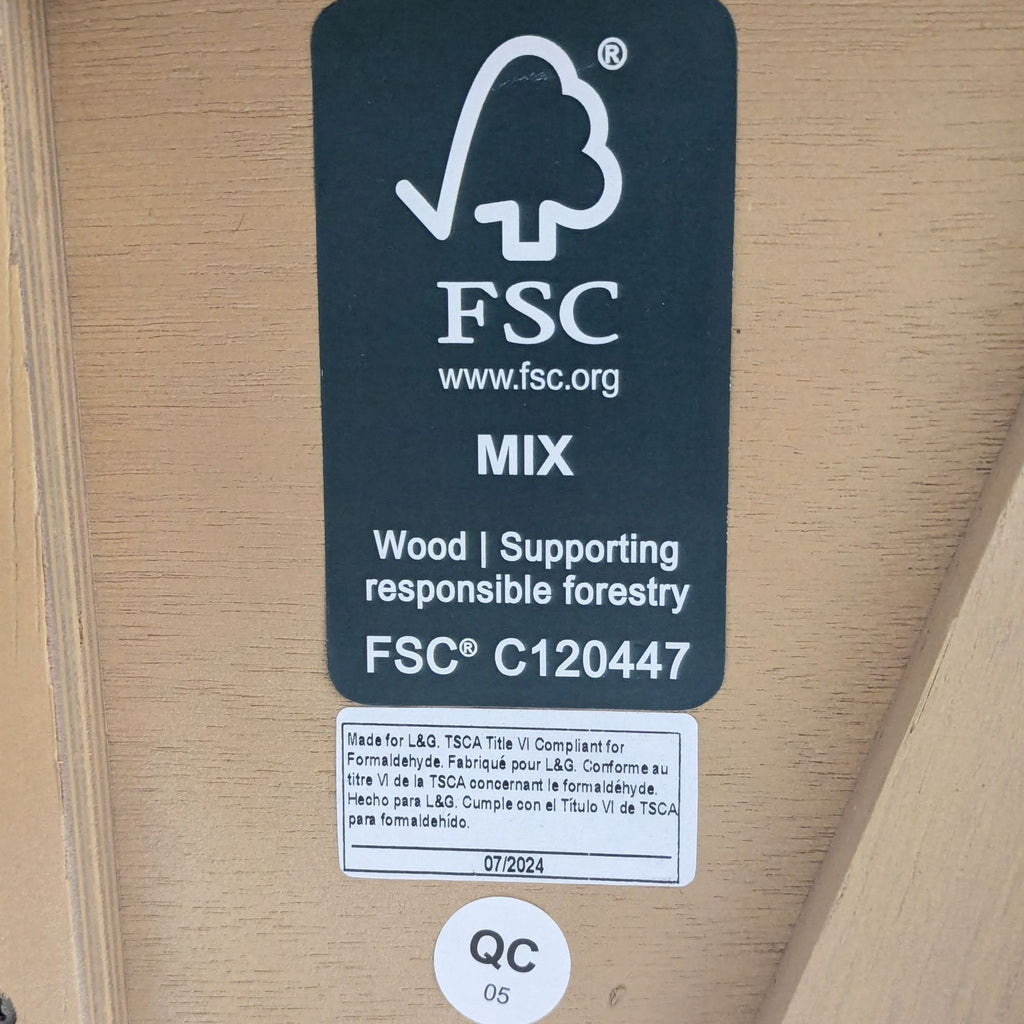 ®
FSC
www.fsc.org
MIX
Wood | Supporting
responsible forestry
FSC® C120447
Made for L&G. TSCA Title VI Compliant for
Formaldehyde. Fabriqué pour L&G. Conforme au
titre VI de la TSCA concernant le formaldéhyde.
Hecho para L&G. Cumple con el Título VI de TSCA
para formaldehído.
07/2024
QC
05